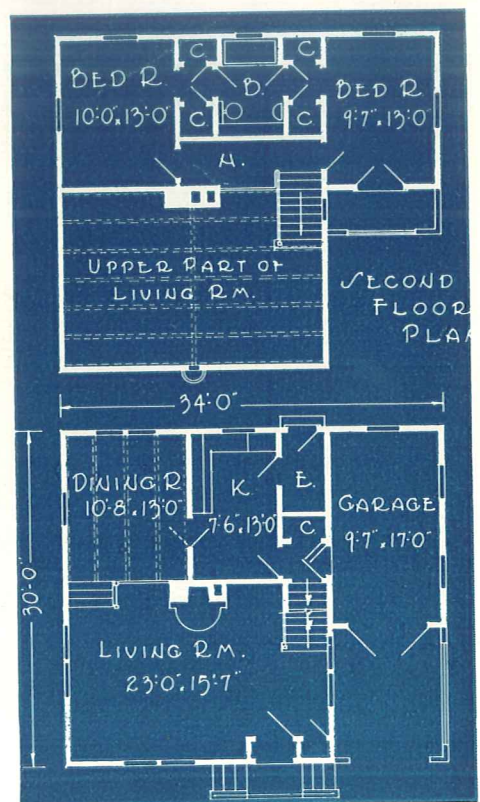 BED R.
10'-0" x 13'-0"
C.
C.
B.
C.
C.
BED R.
9'-7" x 13'-0"
H.
UPPER PART OF
LIVING RM.
SECOND
FLOOR
PLA
34'-0"
30'-0"
DINING R.
10'-8" x 13'-0"
K.
7'-6" x 13'-0"
E.
C.
GARAGE
9'-7" x 17'-0"
LIVING RM.
23'-0" x 15'-7"